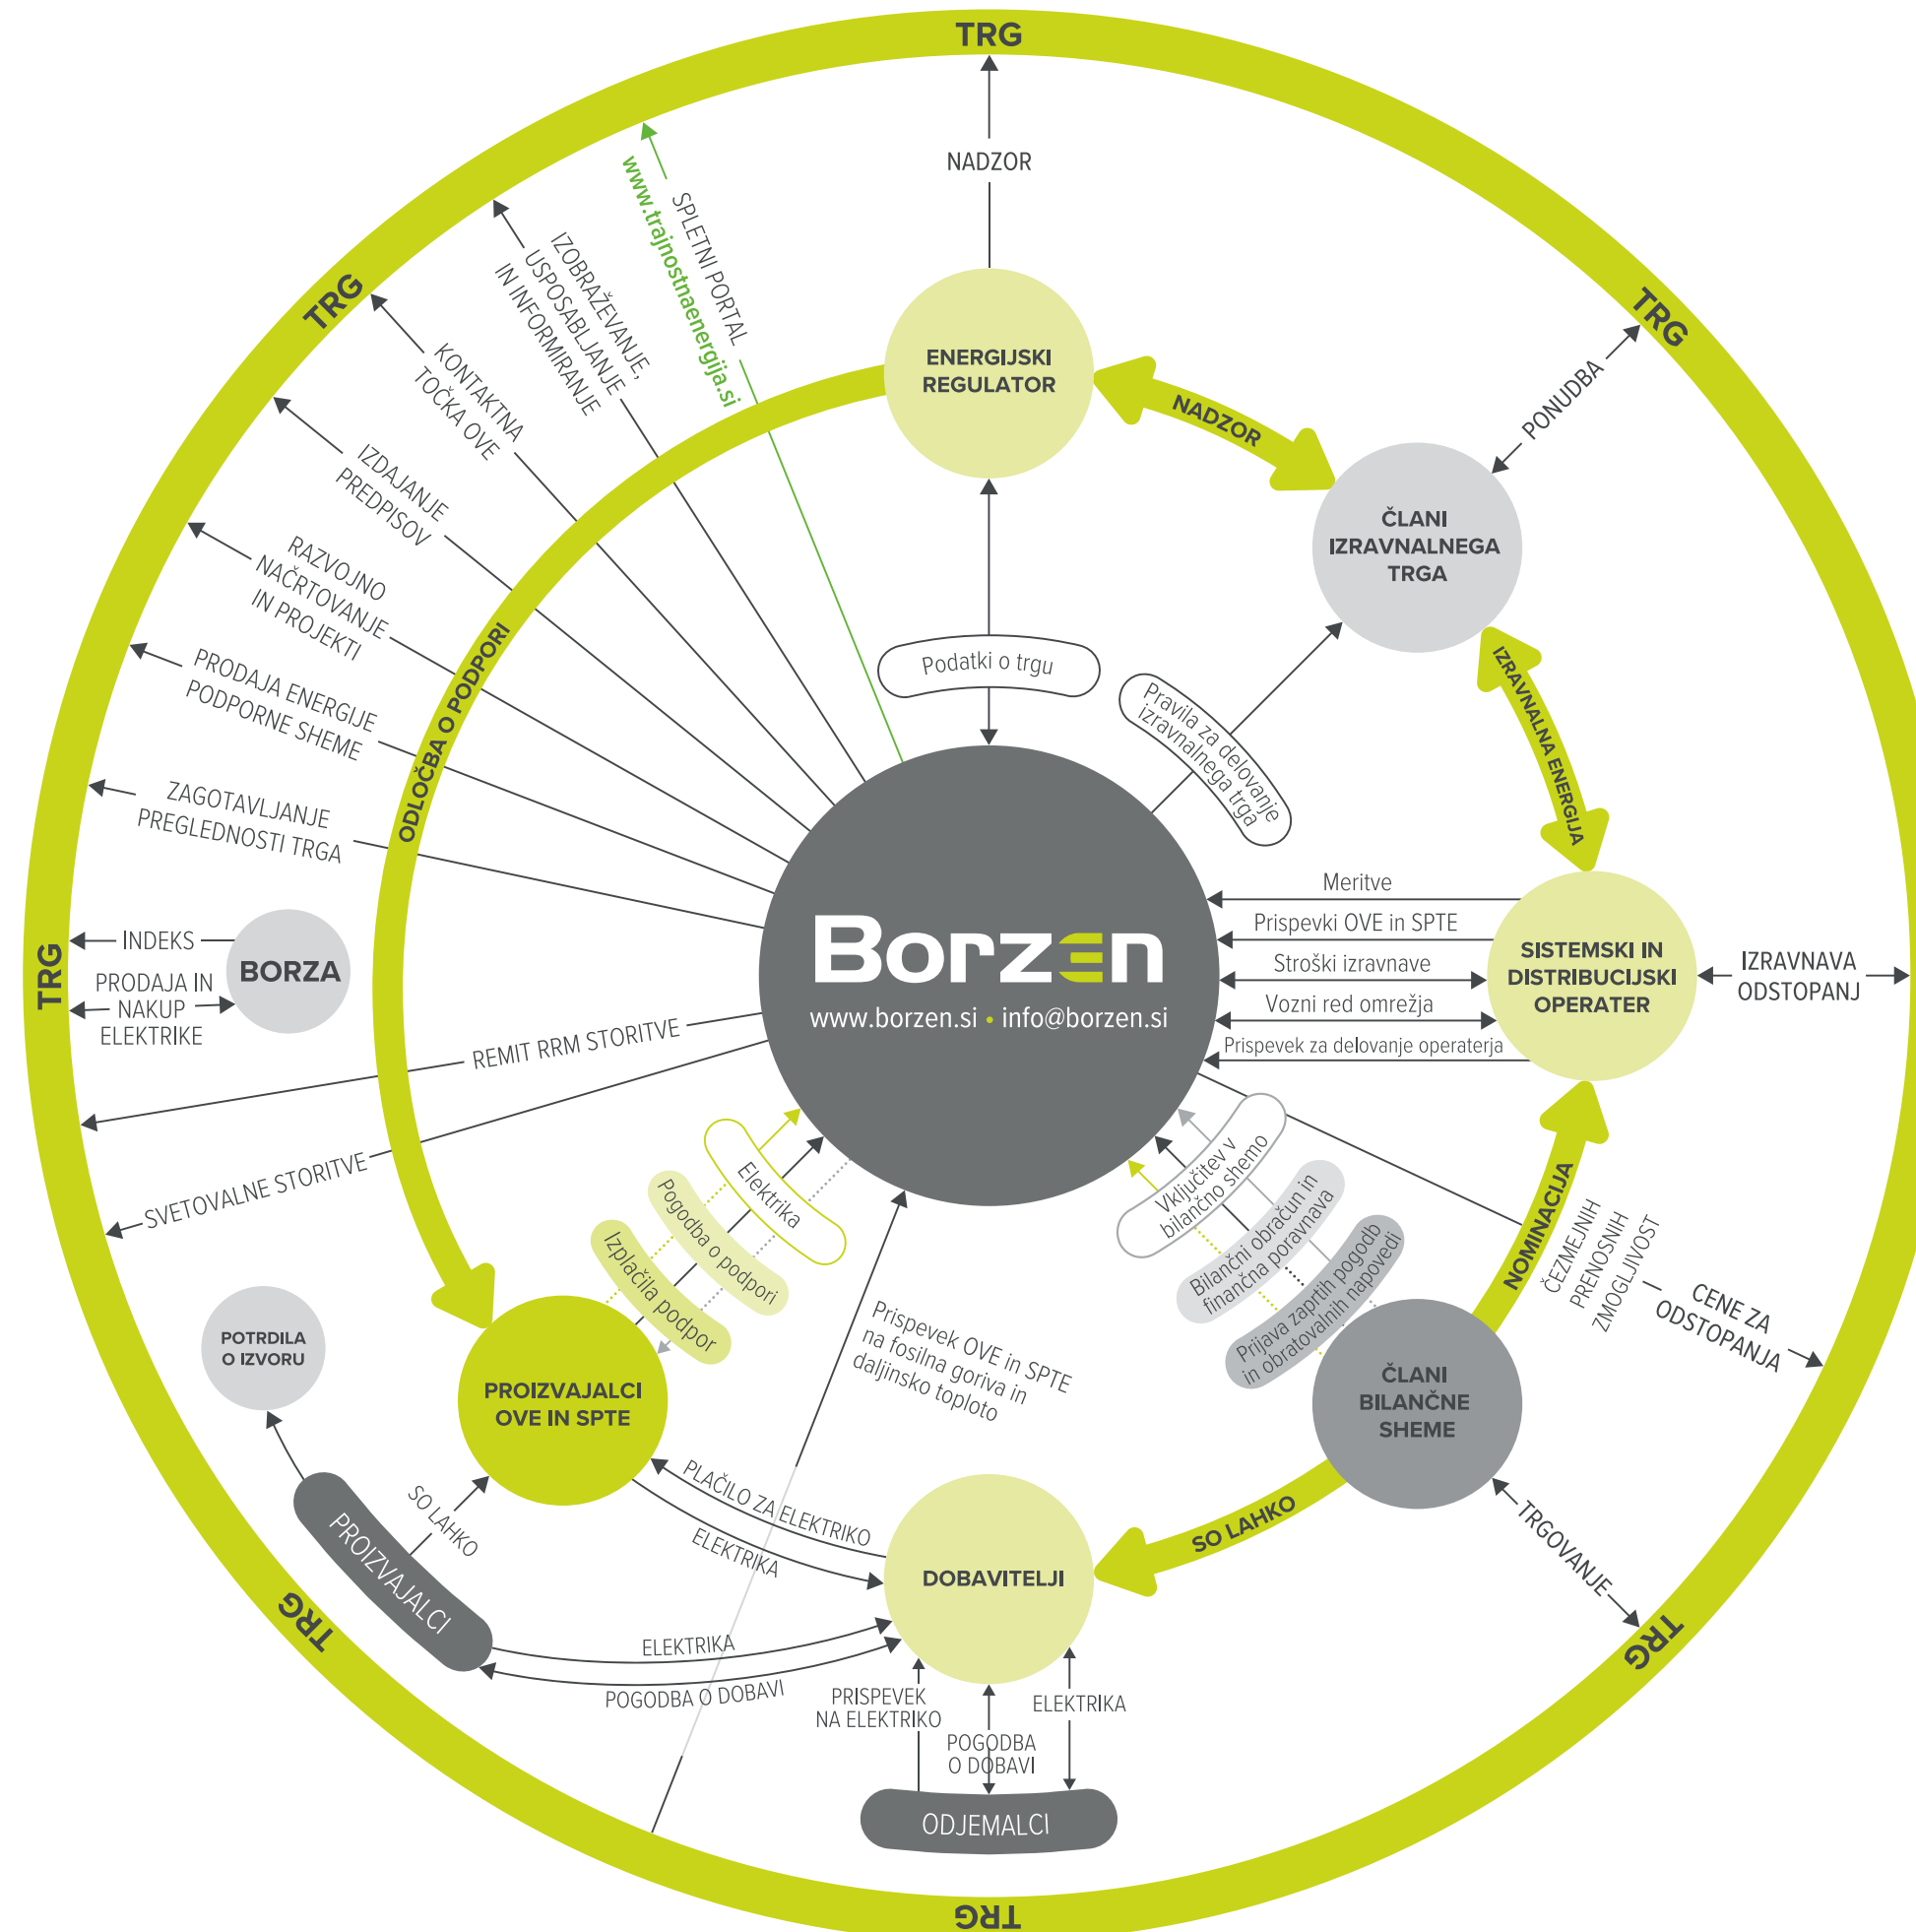 TRG
NADZOR
SPLETNI PORTAL
www.trajnostnaenergija.si
IZOBRAŽEVANJE,
USPOSABLJANJE
IN INFORMIRANJE
TRG
KONTAKTNA
TOČKA OVE
IZDAJANJE
PREDPISOV
RAZVOJNO
NAČRTOVANJE
IN PROJEKTI
PRODAJA ENERGIJE
PODPORNE SHEME
ZAGOTAVLJANJE
PREGLEDNOSTI TRGA
ODLOČBA O PODPORI
ENERGIJSKI
REGULATOR
NADZOR
TRG
PONUDBA
ČLANI
IZRAVNALNEGA
TRGA
IZRAVNALNA ENERGIJA
Podatki o trgu
Pravila za delovanje
izravnalnega trga
Meritve
Prispevki OVE in SPTE
Stroški izravnave
Vozni red omrežja
Prispevek za delovanje operaterja
SISTEMSKI IN
DISTRIBUCIJSKI
OPERATER
IZRAVNAVA
ODSTOPANJ
TRG
INDEKS
PRODAJA IN
NAKUP
ELEKTRIKE
BORZA
Borzen
www.borzen.si • info@borzen.si
REMIT RRM STORITVE
SVETOVALNE STORITVE
Elektrika
Pogodba o podpori
Izplačila podpor
Vključitev v
bilančno shemo
Bilančni obračun in
finančna poravnava
Prijava zaprtih pogodb
in obratovalnih napovedi
NOMINACIJA
ČEZMEJNIH
PRENOSNIH
ZMOGLJIVOST
CENE ZA
ODSTOPANJA
Prispevek OVE in SPTE
na fosilna goriva in
daljinsko toploto
POTRDILA
O IZVORU
PROIZVAJALCI
OVE IN SPTE
ČLANI
BILANČNE
SHEME
SO LAHKO
PROIZVAJALCI
PLAČILO ZA ELEKTRIKO
ELEKTRIKA
DOBAVITELJI
SO LAHKO
TRGOVANJE
TRG
TRG
ELEKTRIKA
POGODBA O DOBAVI
PRISPEVEK
NA ELEKTRIKO
POGODBA
O DOBAVI
ELEKTRIKA
ODJEMALCI
TRG